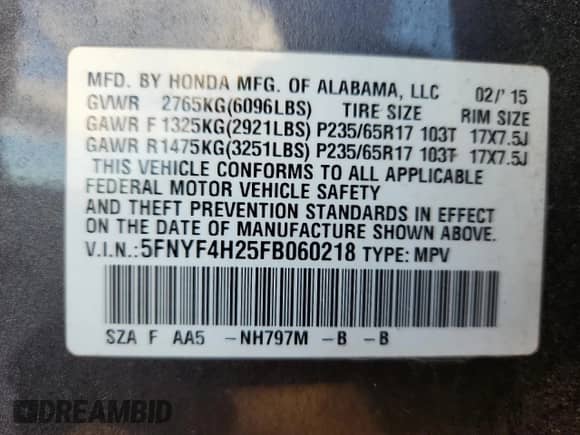 MFD. BY HONDA MFG. OF ALABAMA, LLC 02/'15
GVWR 2765KG(6096LBS) TIRE SIZE RIM SIZE
GAWR F 1325KG(2921LBS) P235/65R17 103T 17X7.5J
GAWR R1475KG(3251LBS) P235/65R17 103T 17X7.5J
THIS VEHICLE CONFORMS TO ALL APPLICABLE
FEDERAL MOTOR VEHICLE SAFETY
AND THEFT PREVENTION STANDARDS IN EFFECT
ON THE DATE OF MANUFACTURE SHOWN ABOVE.
V.I.N.:5FNYF4H25FB060218 TYPE: MPV
SZA F AA5 -NH797M -B -B
DREAMBID